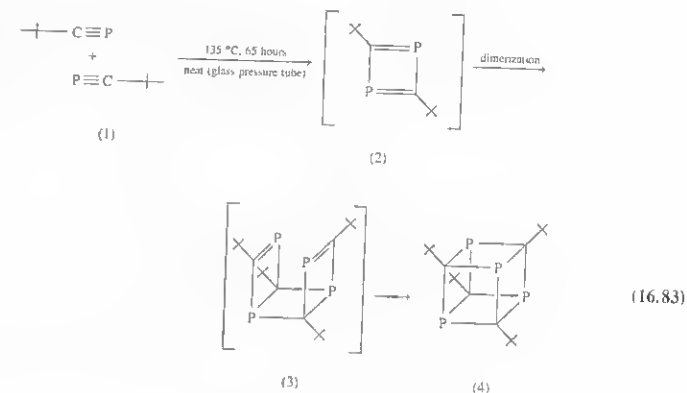 C≡P
+
P≡C
(1)
135 °C, 65 hours
neat (glass pressure tube)
P
P
(2)
dimerization
P
P
P
P
(3)
P
P
P
P
(4)
(16.83)